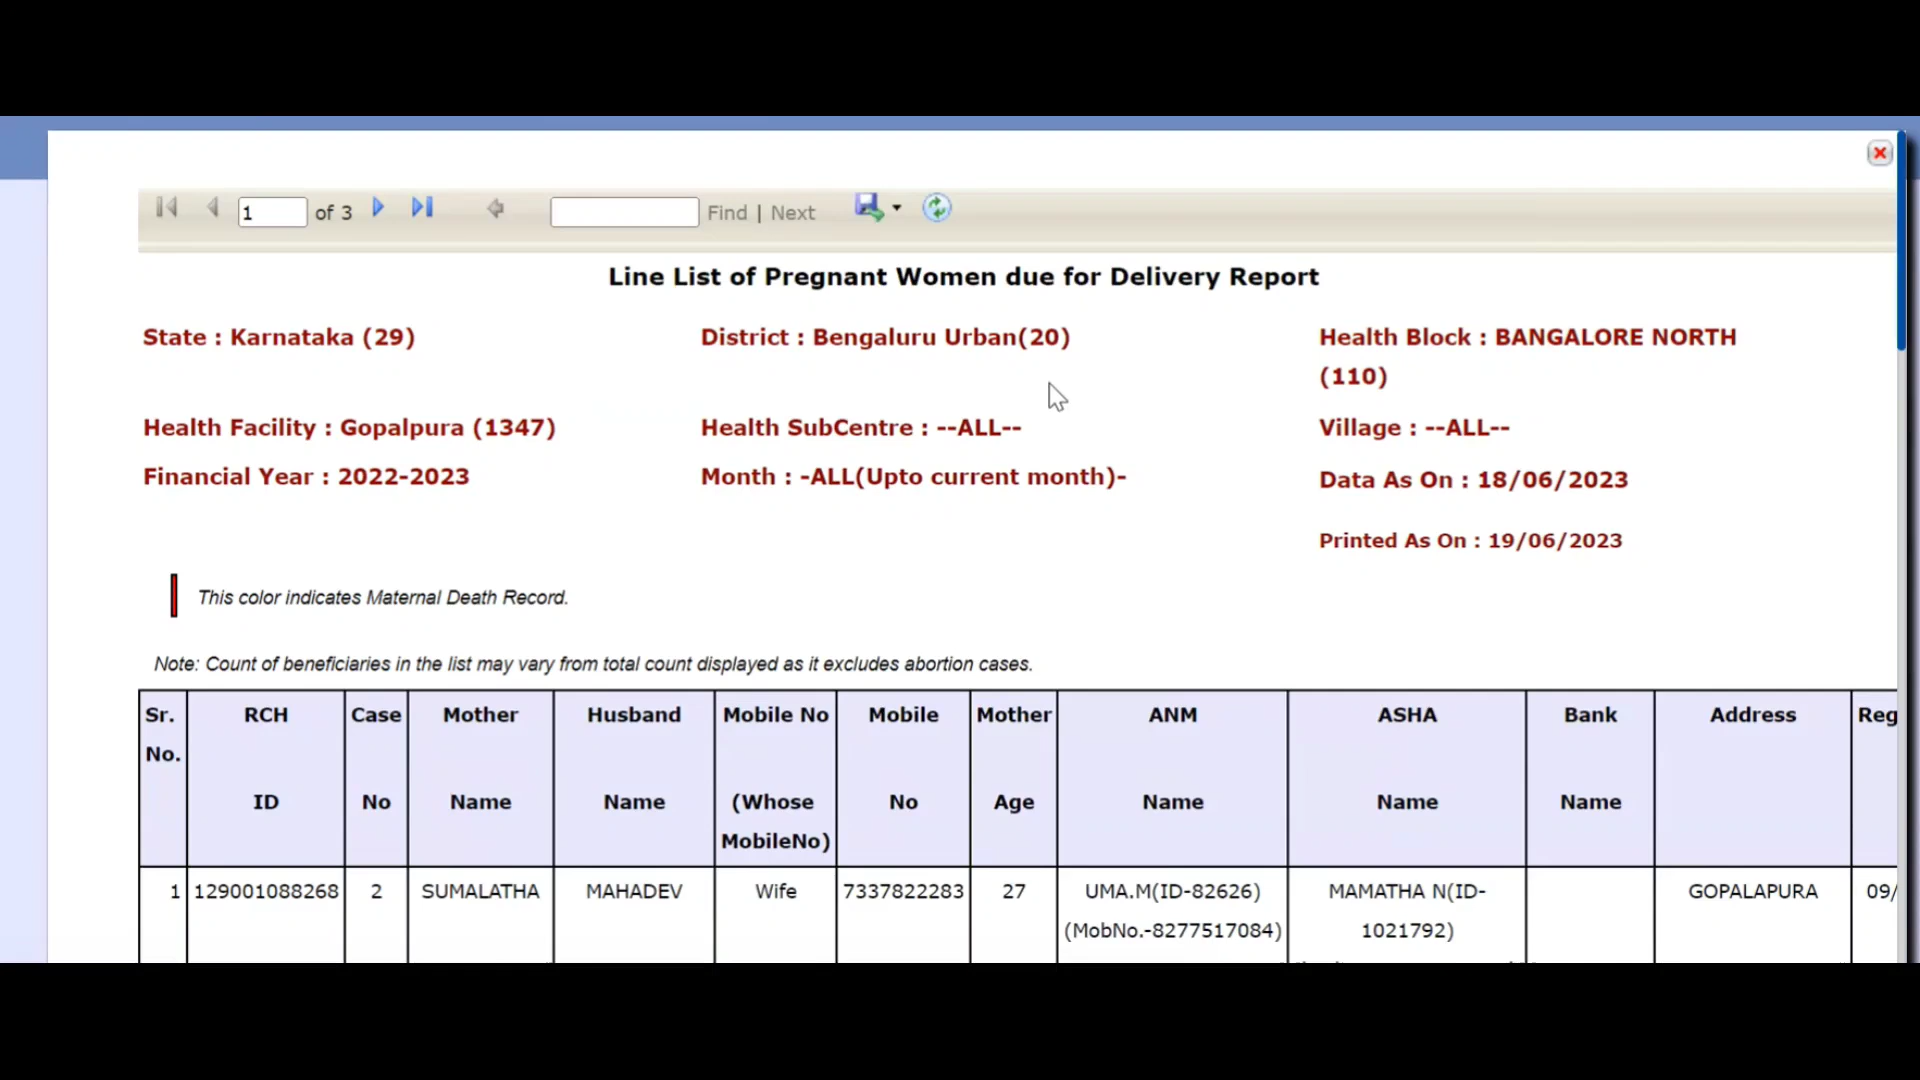 1 of 3 Find | Next
Line List of Pregnant Women due for Delivery Report
State : Karnataka (29) District : Bengaluru Urban(20) Health Block : BANGALORE NORTH
(110)
Health Facility : Gopalpura (1347) Health SubCentre : --ALL-- Village : --ALL--
Financial Year : 2022-2023 Month : -ALL(Upto current month)- Data As On : 18/06/2023
Printed As On : 19/06/2023
This color indicates Maternal Death Record.
Note: Count of beneficiaries in the list may vary from total count displayed as it excludes abortion cases.
Sr. RCH Case Mother Husband Mobile No Mobile Mother ANM ASHA Bank Address Reg
No.
ID No Name Name (Whose No Age Name Name Name
MobileNo)
1 129001088268 2 SUMALATHA MAHADEV Wife 7337822283 27 UMA.M(ID-82626) MAMATHA N(ID- GOPALAPURA 09/
(MobNo.-8277517084) 1021792)